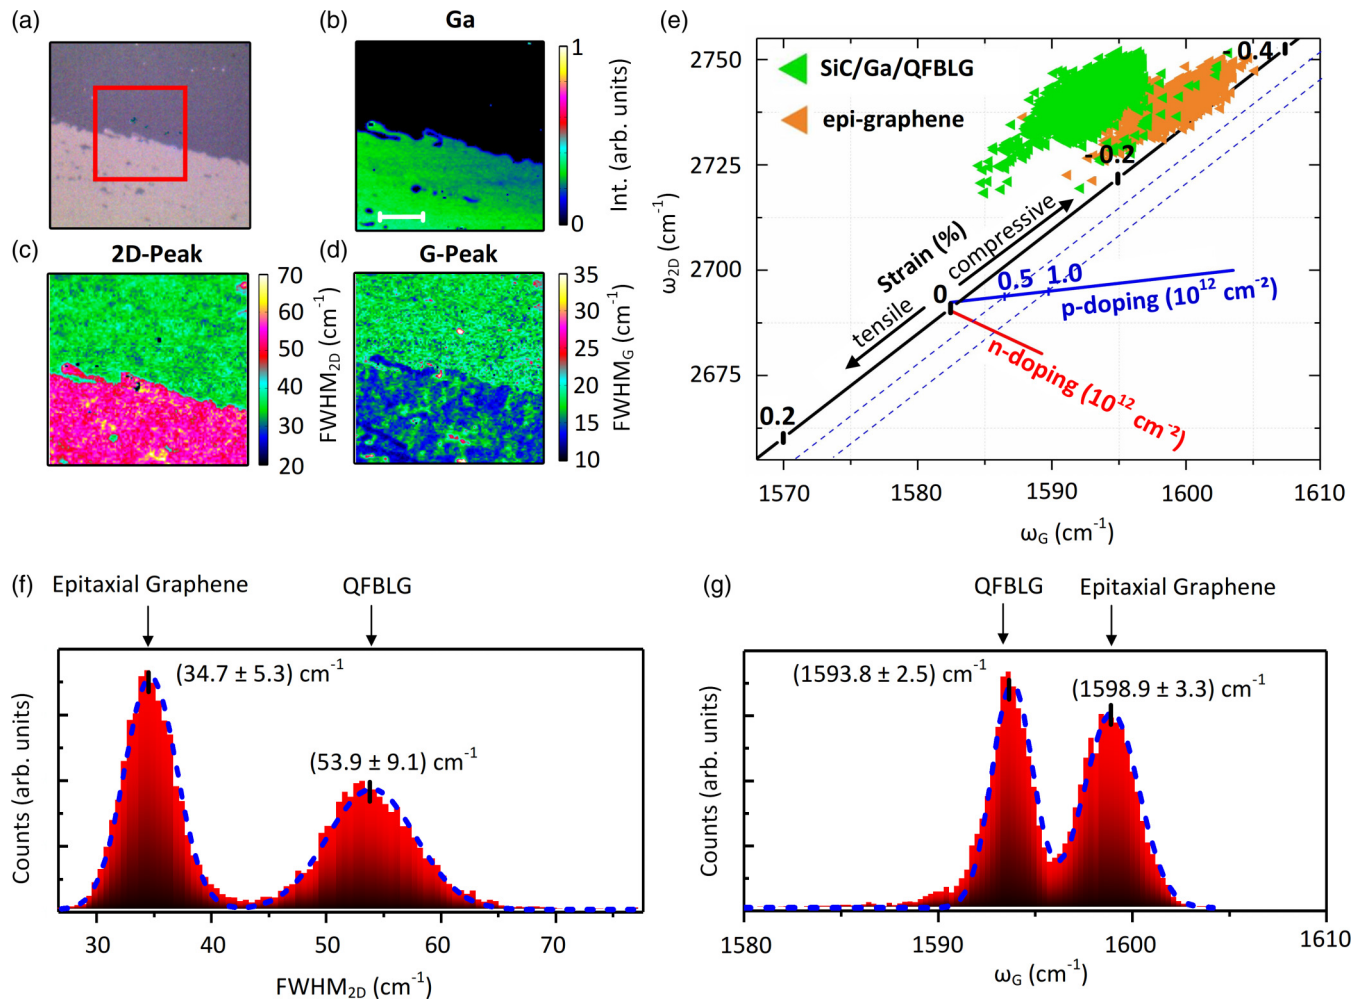 (a)
(b)
Ga
1
Int. (arb. units)
0
(c)
2D-Peak
70
60
50
40
30
20
FWHM2D (cm-1)
(d)
G-Peak
35
30
25
20
15
10
FWHMG (cm-1)
(e)
2750
2725
2700
2675
ω2D (cm-1)
SiC/Ga/QFBLG
epi-graphene
- 0.4
- 0.2
Strain (%)
compressive
0
tensile
0.2
0.5
1.0
p-doping (10¹² cm⁻²)
n-doping (10¹² cm⁻²)
1570
1580
1590
1600
1610
ωG (cm-1)
(f)
Epitaxial Graphene
QFBLG
(34.7 ± 5.3) cm-1
(53.9 ± 9.1) cm-1
Counts (arb. units)
30
40
50
60
70
FWHM2D (cm-1)
(g)
QFBLG
Epitaxial Graphene
(1593.8 ± 2.5) cm-1
(1598.9 ± 3.3) cm-1
Counts (arb. units)
1580
1590
1600
1610
ωG (cm-1)